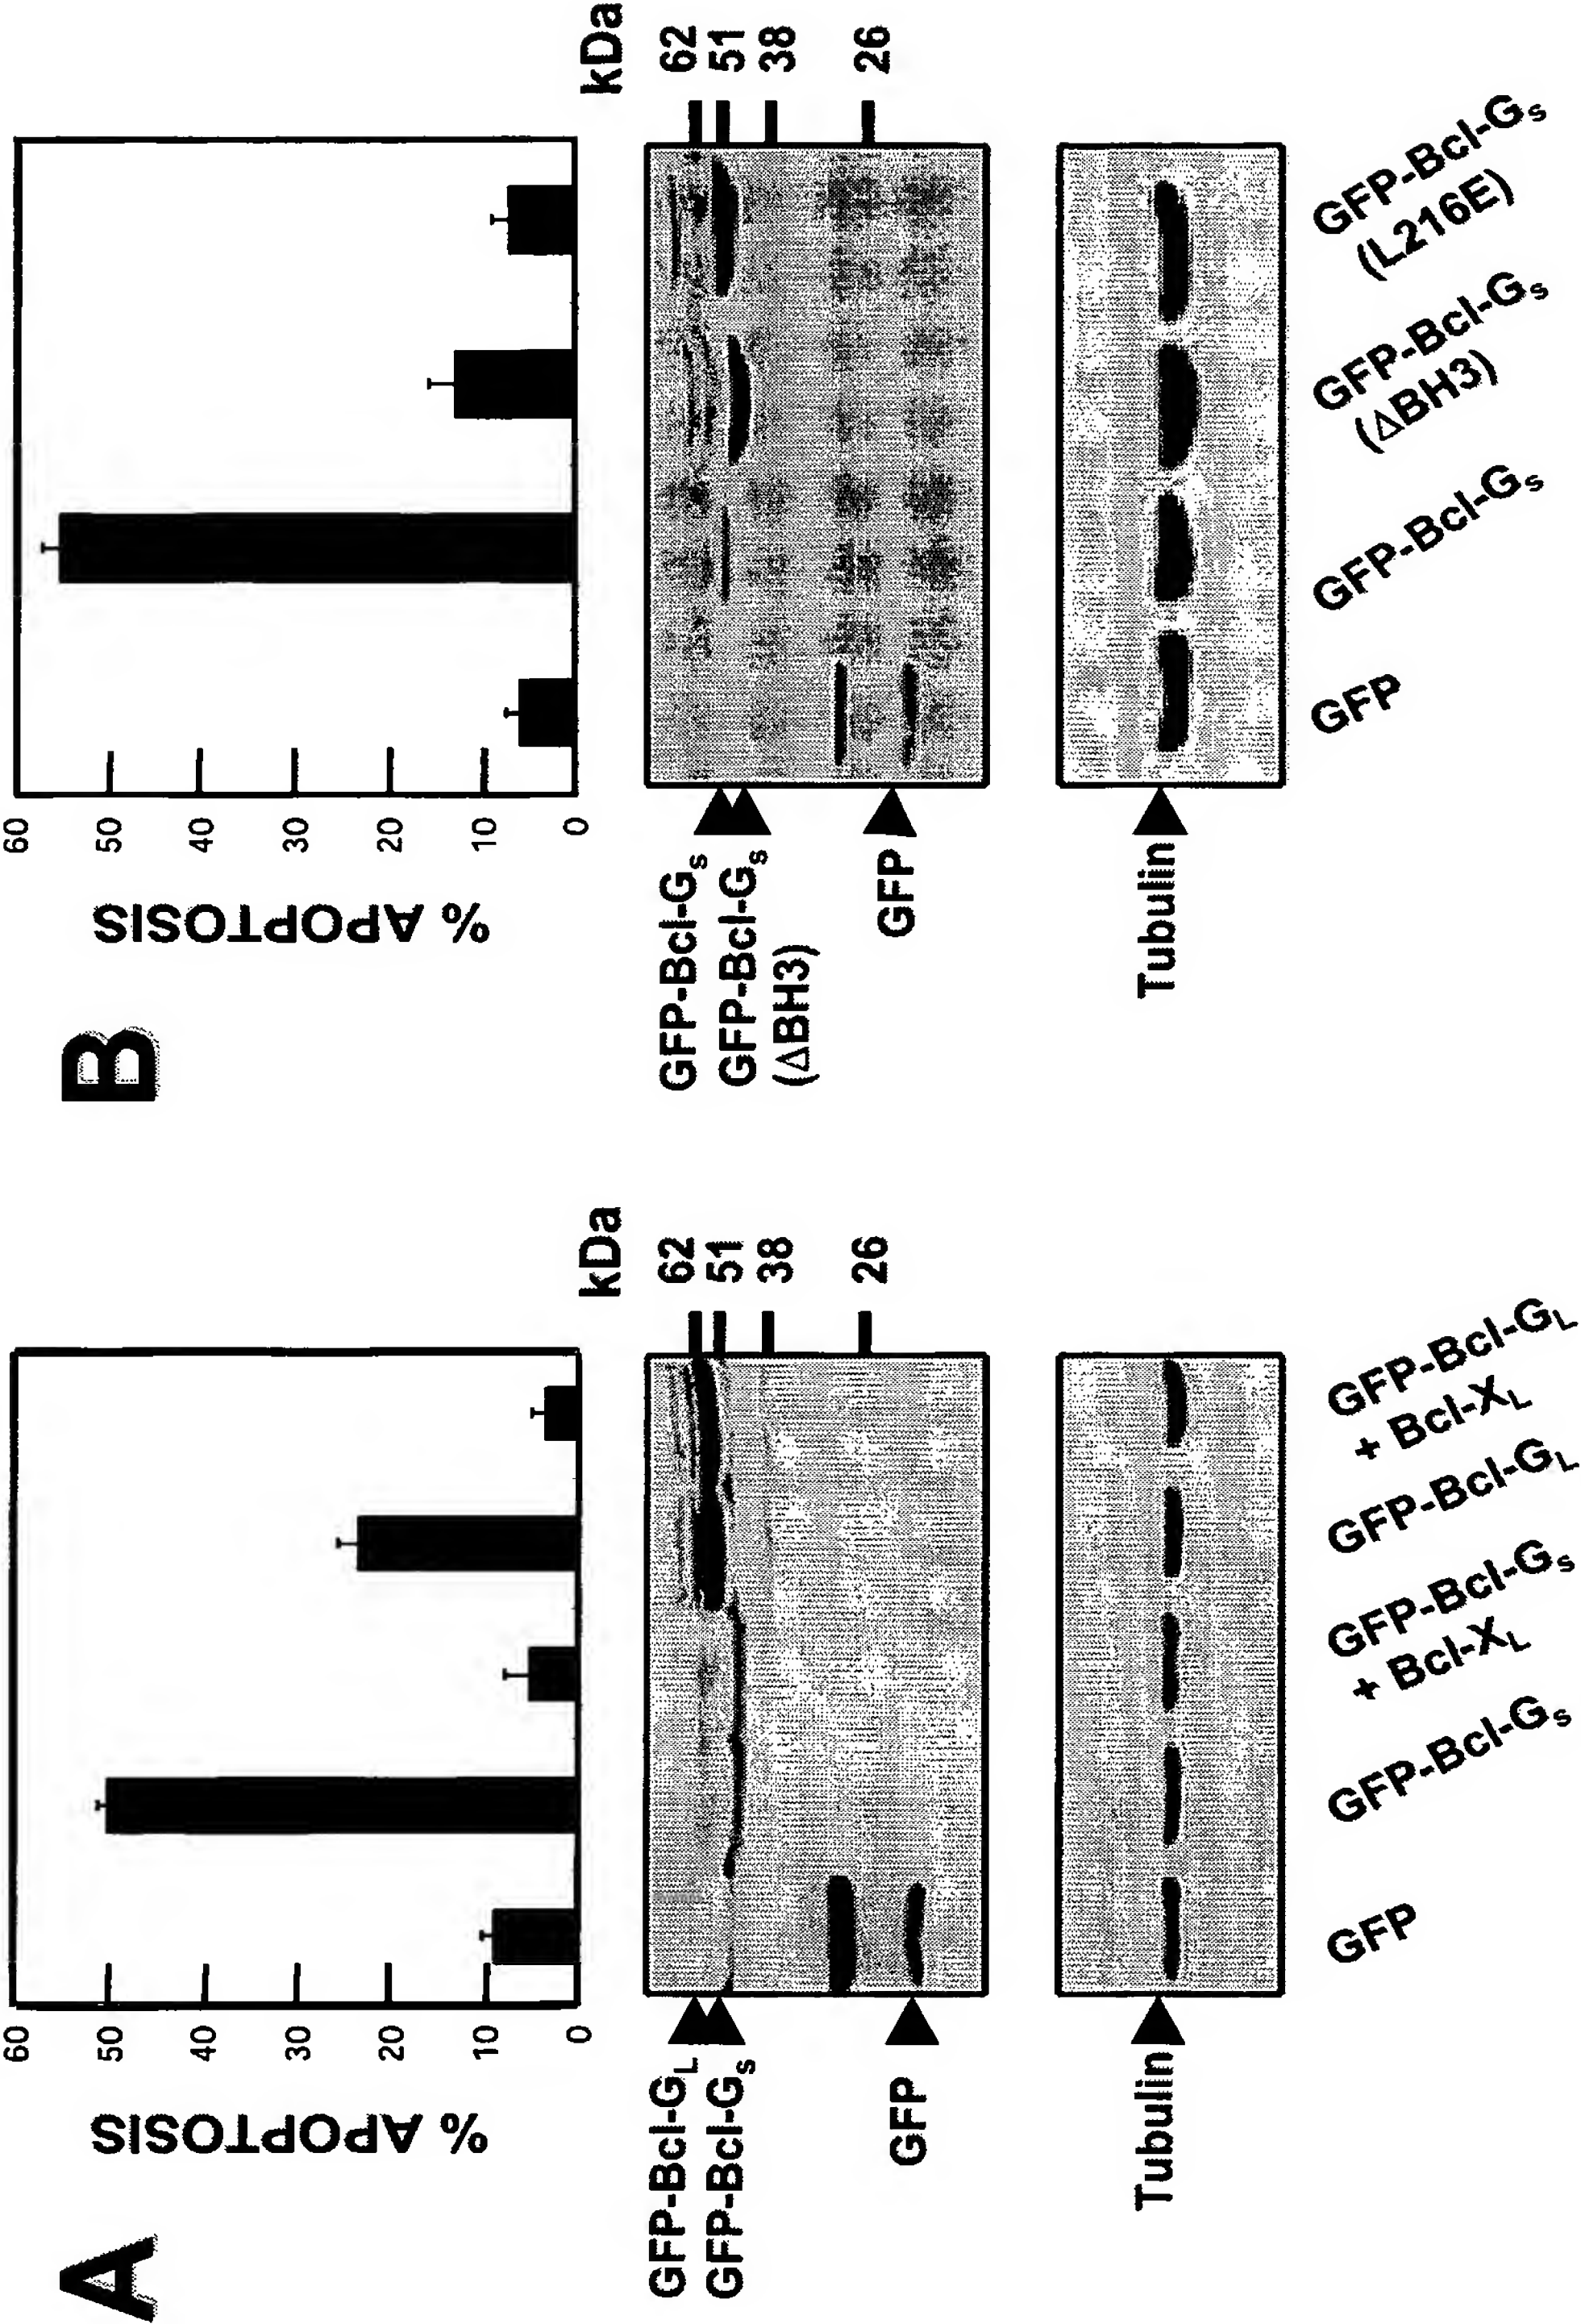 A
% APOPTOSIS
60
50
40
30
20
10
0
kDa
62
51
38
26
GFP-Bcl-GL
GFP-Bcl-Gs
GFP
Tubulin
GFP
GFP-Bcl-Gs
GFP-Bcl-Gs
+ Bcl-XL
GFP-Bcl-GL
GFP-Bcl-GL
+ Bcl-XL
B
% APOPTOSIS
60
50
40
30
20
10
0
kDa
62
51
38
26
GFP-Bcl-Gs
GFP-Bcl-Gs
(ΔBH3)
GFP
Tubulin
GFP
GFP-Bcl-Gs
GFP-Bcl-Gs
(ΔBH3)
GFP-Bcl-Gs
(L216E)